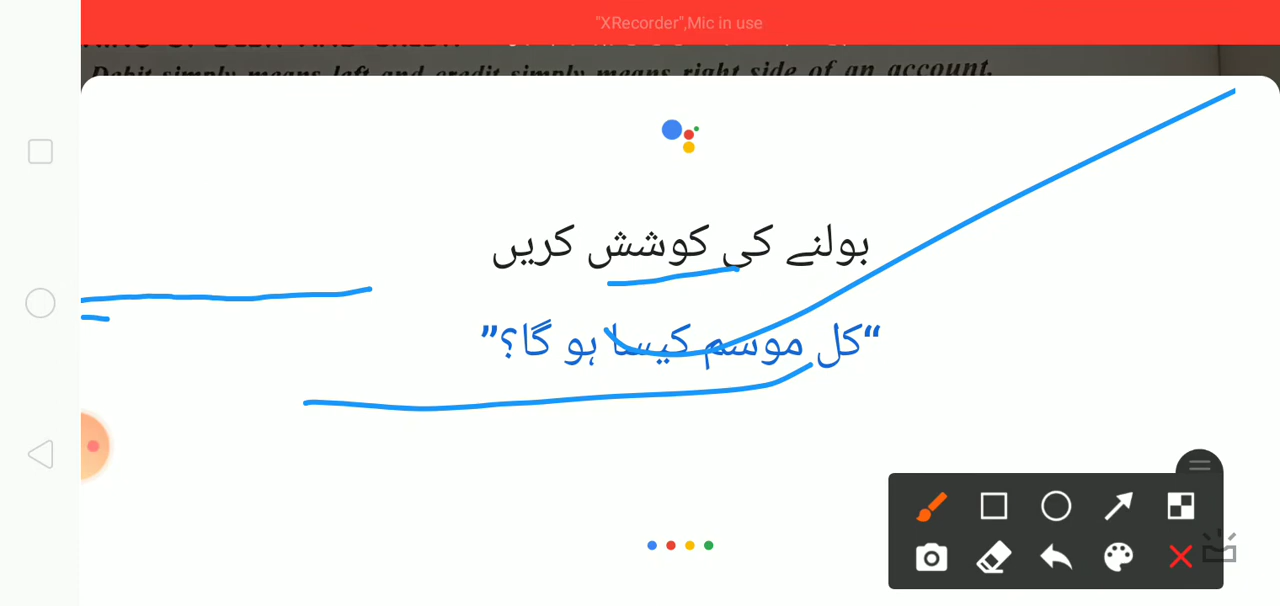 "XRecorder",Mic in use
Debit simply means left and credit simply means right side of an account.
بولنے کی کوشش کریں
“کل موسم کیسا ہو گا؟”